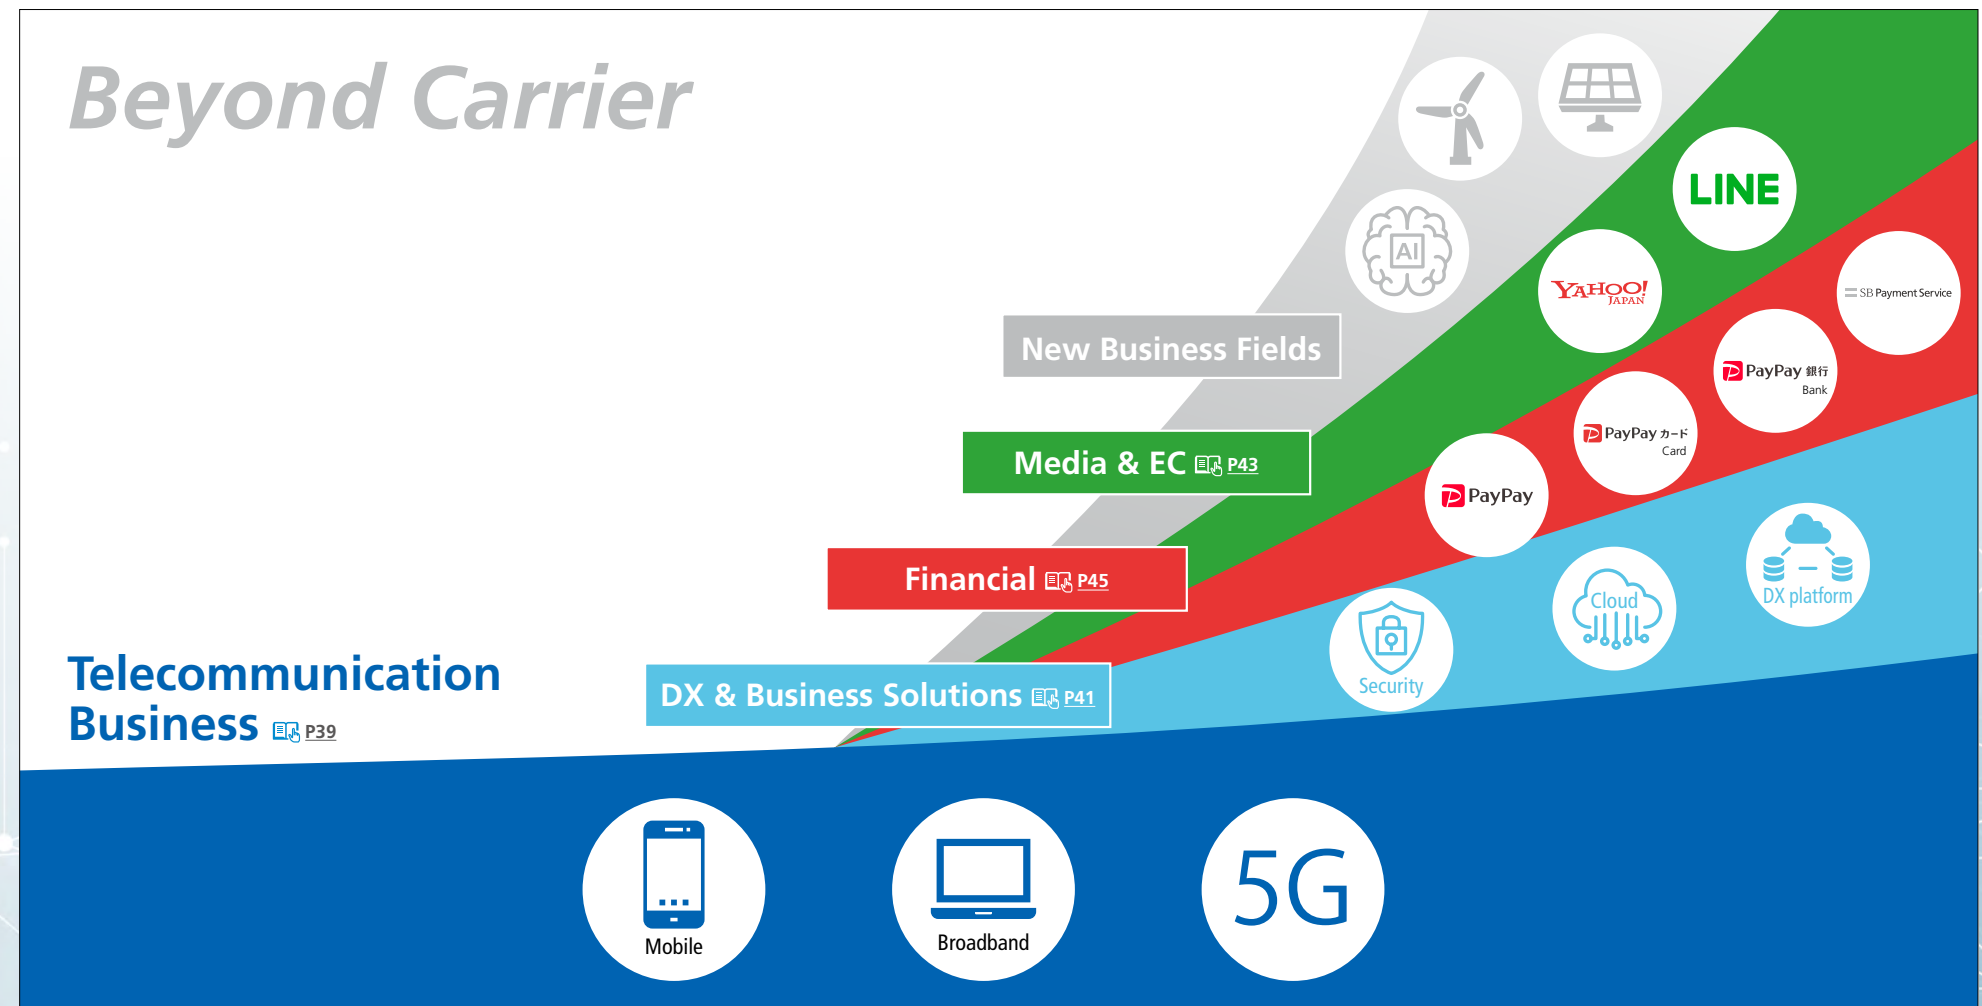 Beyond Carrier
AI
LINE
YAHOO!
JAPAN
SB Payment Service
New Business Fields
PayPay 銀行
Bank
PayPay カード
Card
Media & EC P43
PayPay
Financial P45
Cloud
DX platform
Security
DX & Business Solutions P41
Telecommunication
Business P39
Mobile
Broadband
5G